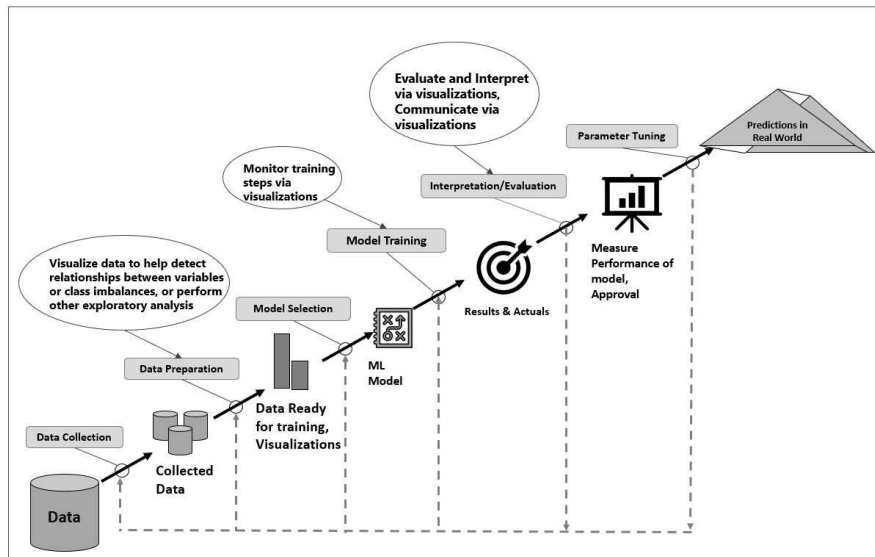 Evaluate and Interpret
via visualizations,
Communicate via
visualizations
Parameter Tuning
Predictions in
Real World
Monitor training
steps via
visualizations
Interpretation/Evaluation
Model Training
Measure
Performance of
model,
Approval
Visualize data to help detect
relationships between variables
or class imbalances, or perform
other exploratory analysis
Model Selection
Results & Actuals
ML
Model
Data Preparation
Data Ready
for training,
Visualizations
Data Collection
Collected
Data
Data